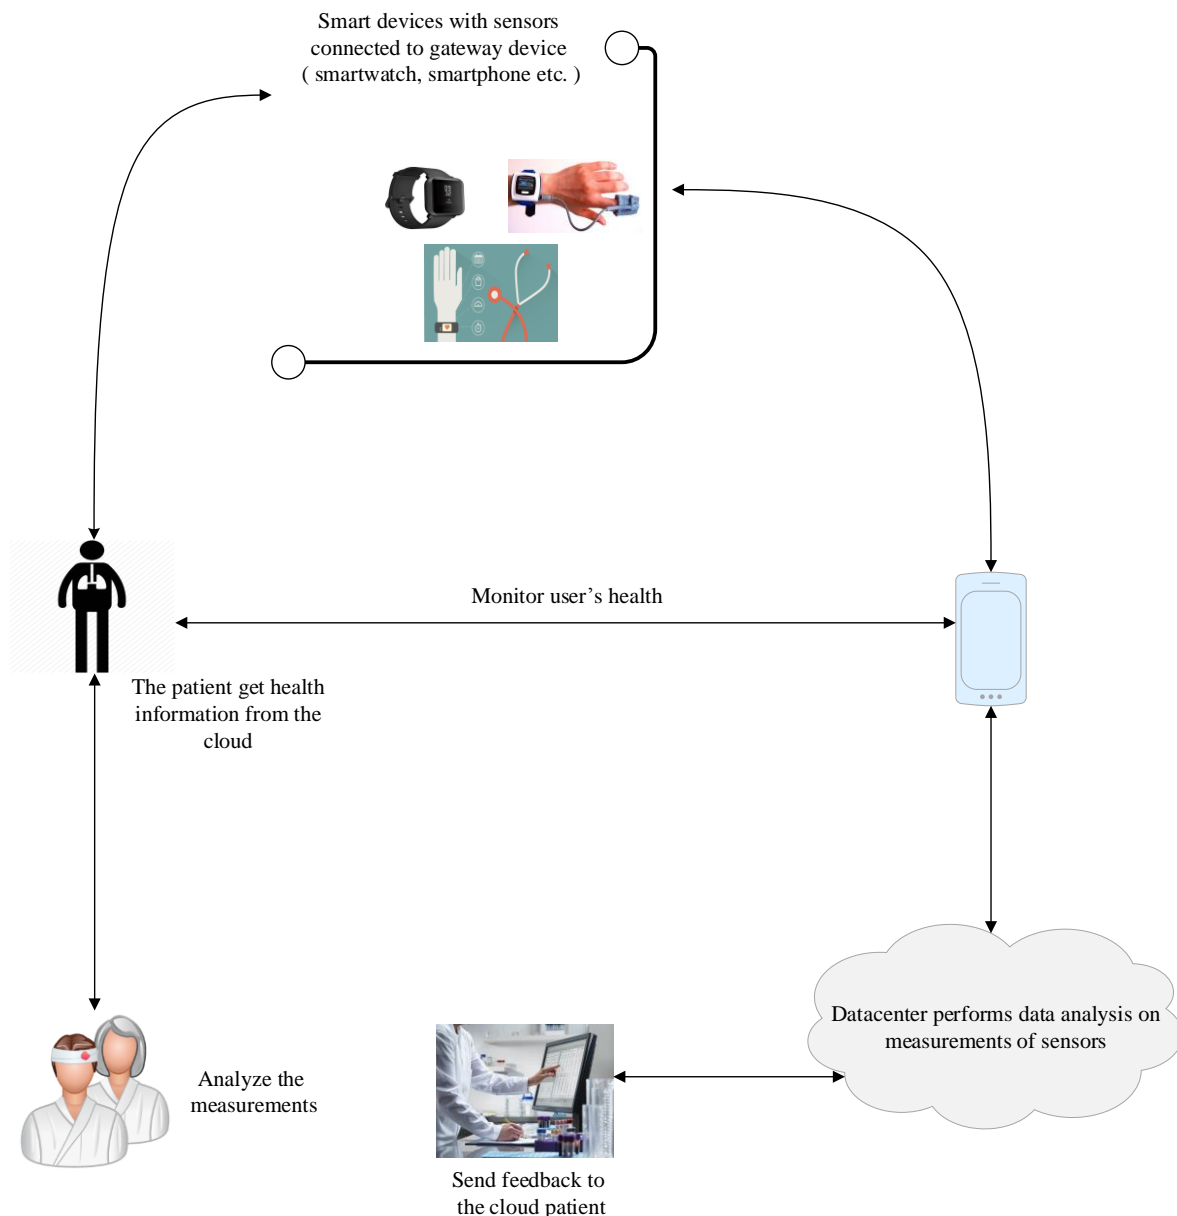 Smart devices with sensors
connected to gateway device
( smartwatch, smartphone etc. )
Monitor user's health
The patient get health
information from the
cloud
Datacenter performs data analysis on
measurements of sensors
Analyze the
measurements
Send feedback to
the cloud patient